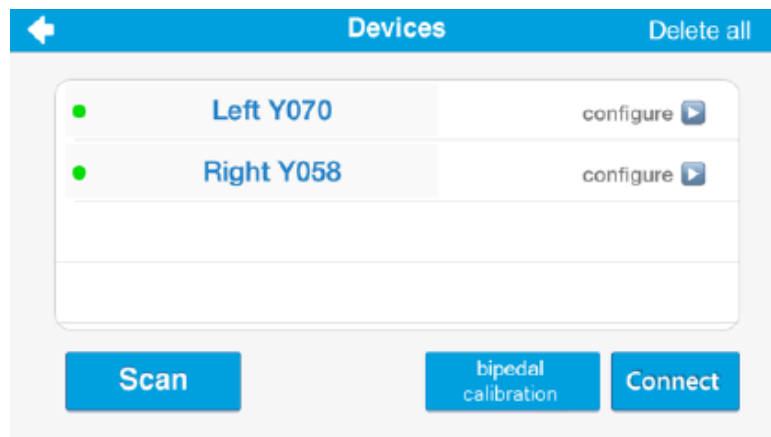 Devices Delete all
Left Y070 configure
Right Y058 configure
Scan
bipedal
calibration
Connect